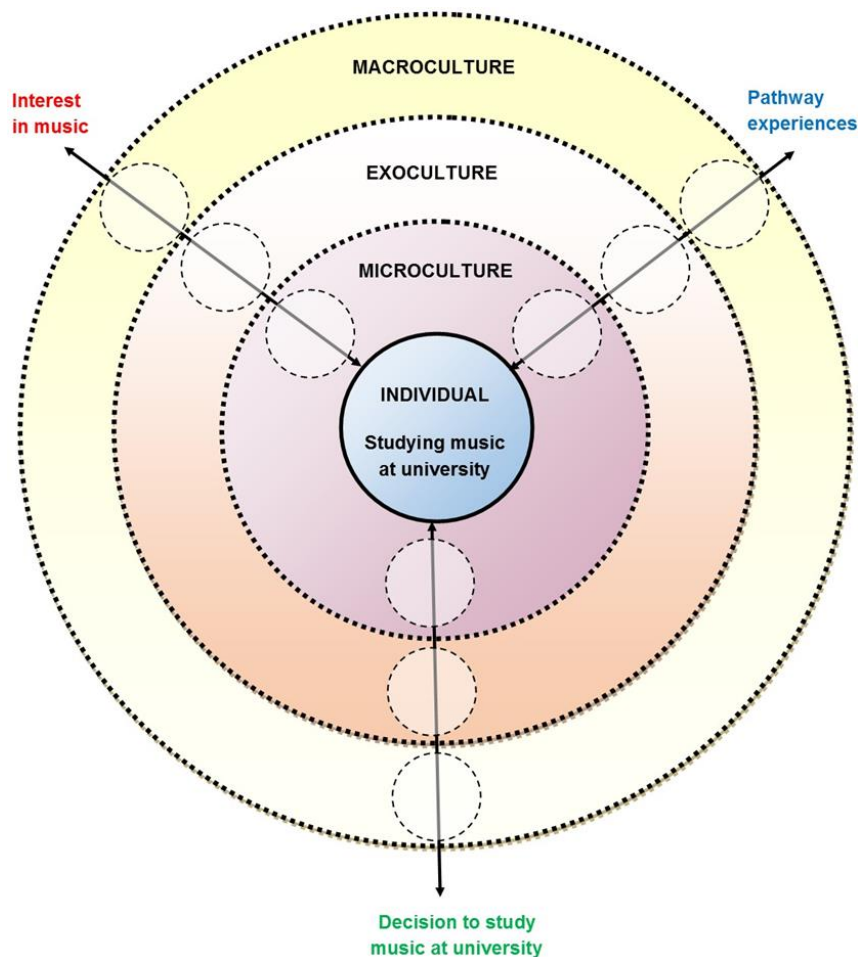 MACROCULTURE
Interest
in music
Pathway
experiences
EXOCULTURE
MICROCULTURE
INDIVIDUAL
Studying music
at university
Decision to study
music at university